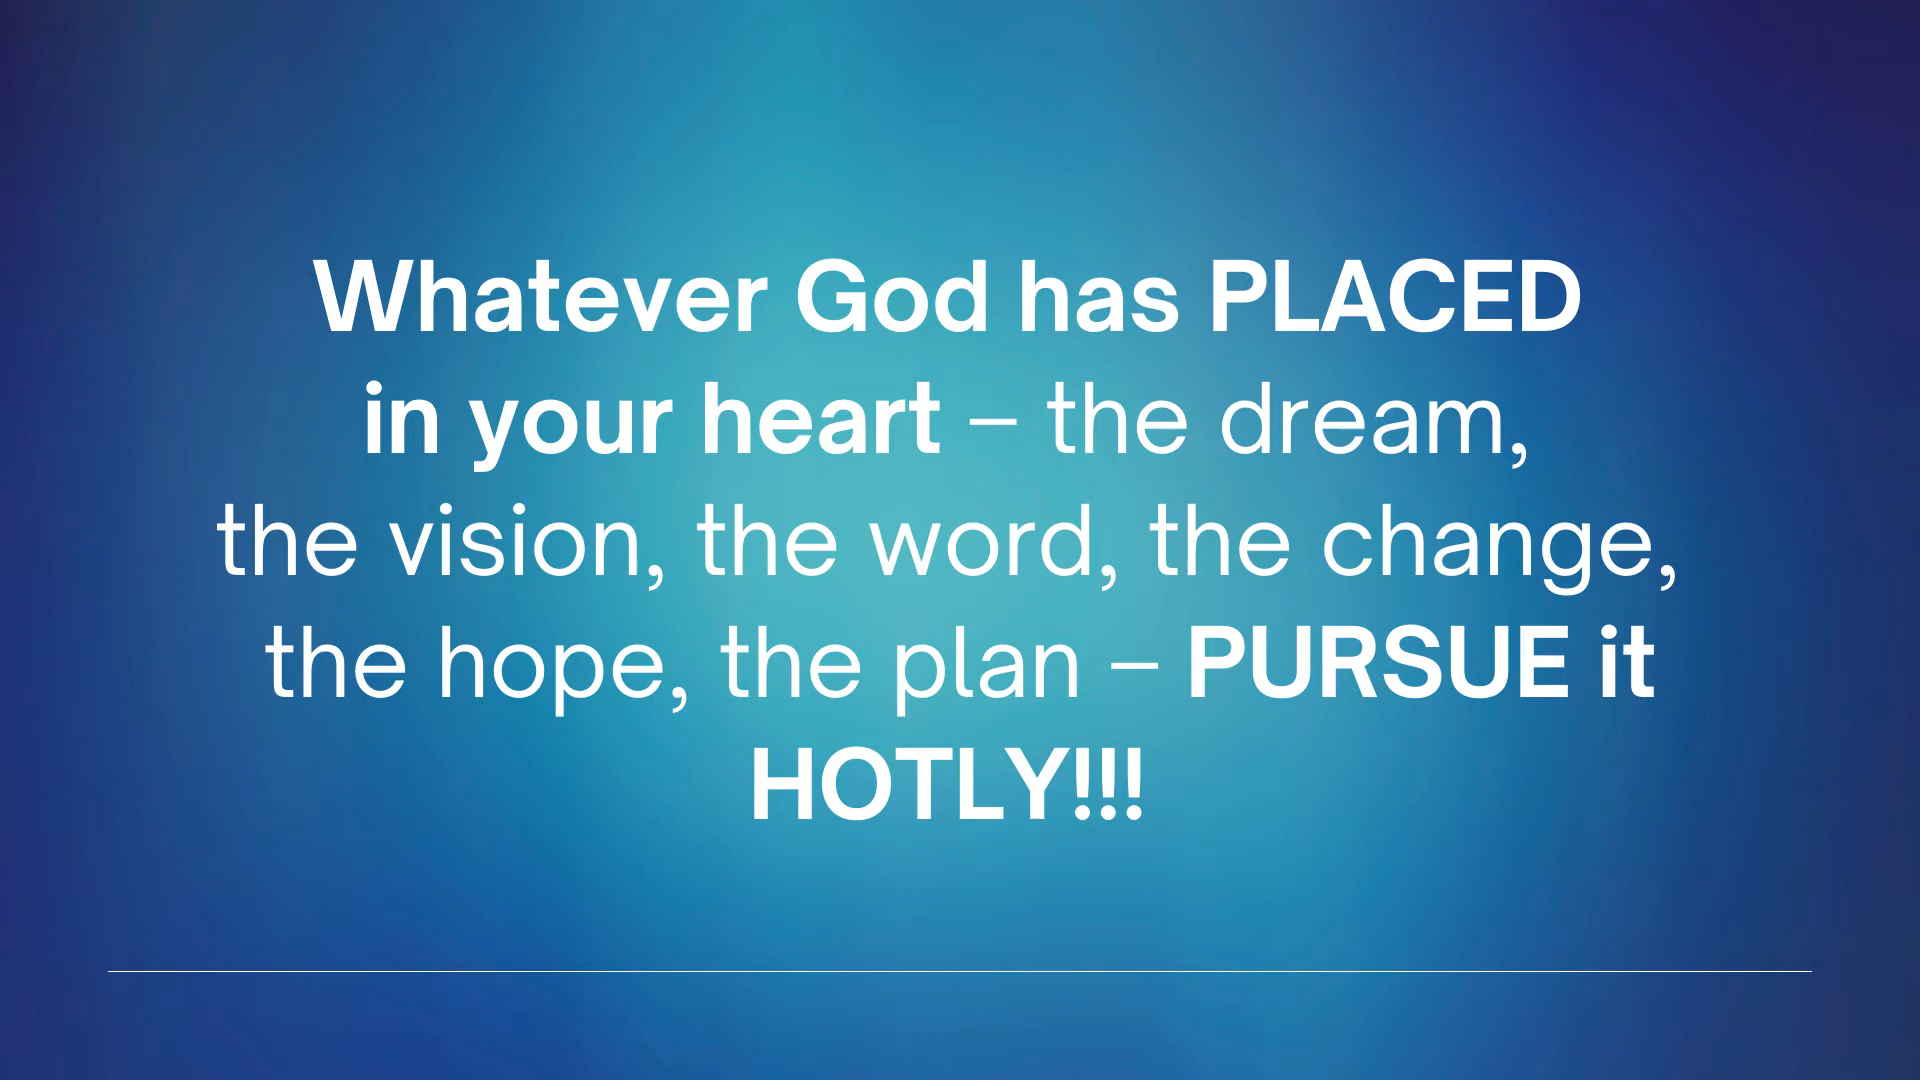 Whatever God has PLACED
in your heart – the dream,
the vision, the word, the change,
the hope, the plan – PURSUE it
HOTLY!!!